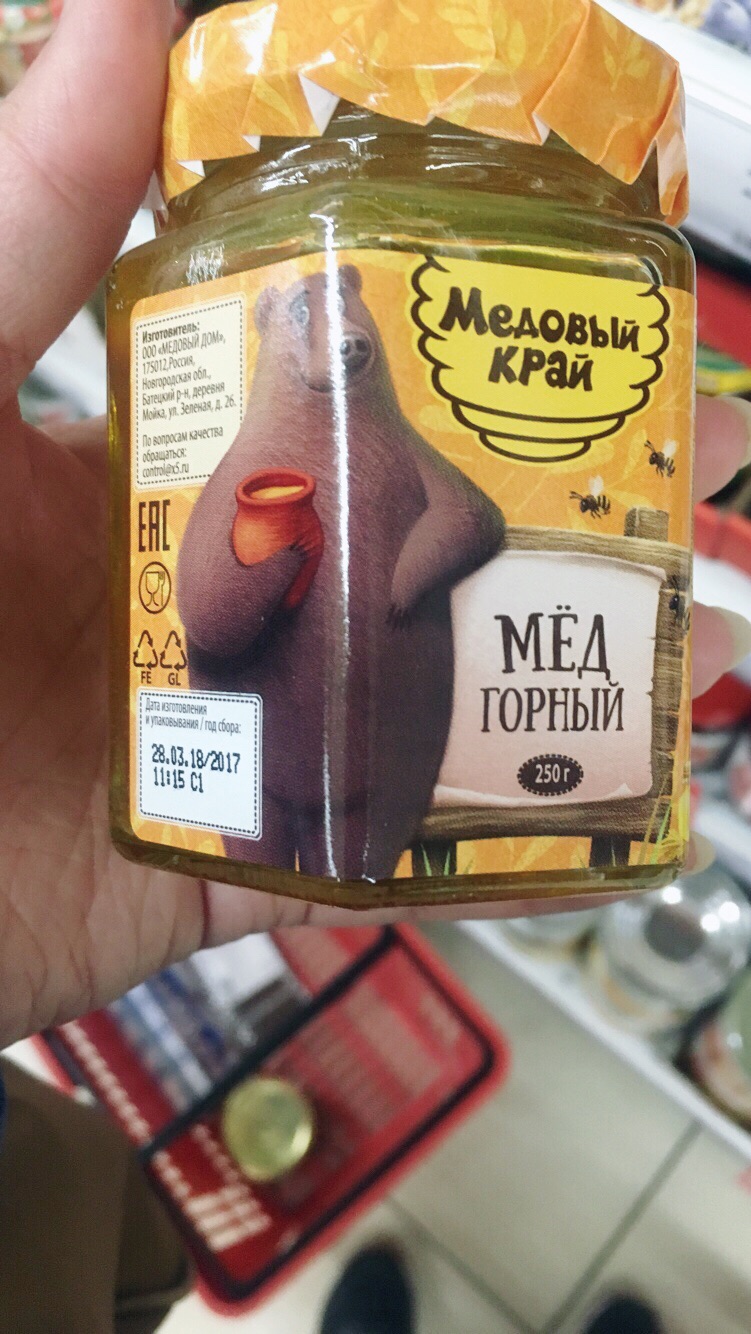 Медовый
край
Изготовитель:
ООО «МЕДОВЫЙ ДОМ»,
175012,Россия,
Новгородская обл.,
Батецкий р-н, деревня
Мойка, ул. Зеленая, д. 26.
По вопросам качества
обращаться:
control@x5.ru
EAC
FE GL
Дата изготовления
и упаковывания / год сбора:
28.03.18/2017
11:15 C1
МЁД
ГОРНЫЙ
250 г